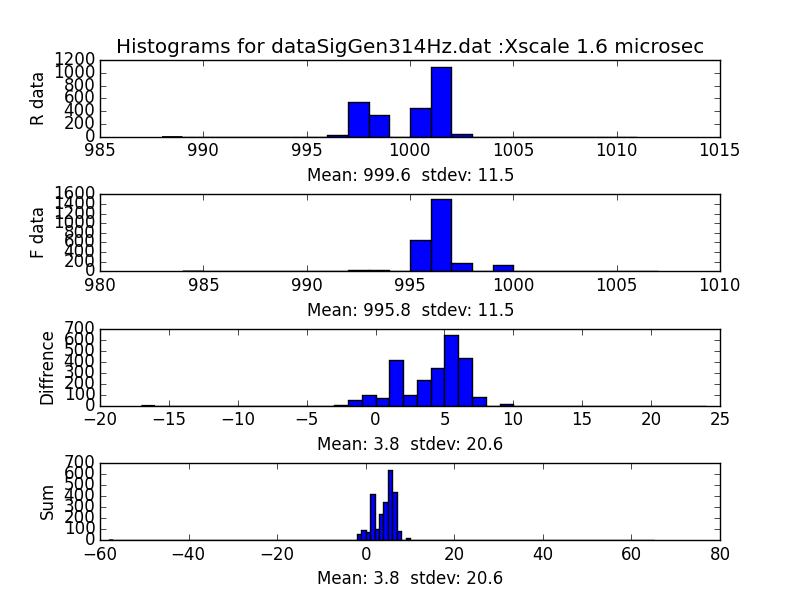 Histograms for dataSigGen314Hz.dat :Xscale 1.6 microsec
R data
1200
1000
800
600
400
200
0
985 990 995 1000 1005 1010 1015
Mean: 999.6 stdev: 11.5
F data
1600
1400
1200
1000
800
600
400
200
0
980 985 990 995 1000 1005 1010
Mean: 995.8 stdev: 11.5
Diffrence
700
600
500
400
300
200
100
0
−20 −15 −10 −5 0 5 10 15 20 25
Mean: 3.8 stdev: 20.6
Sum
700
600
500
400
300
200
100
0
−60 −40 −20 0 20 40 60 80
Mean: 3.8 stdev: 20.6